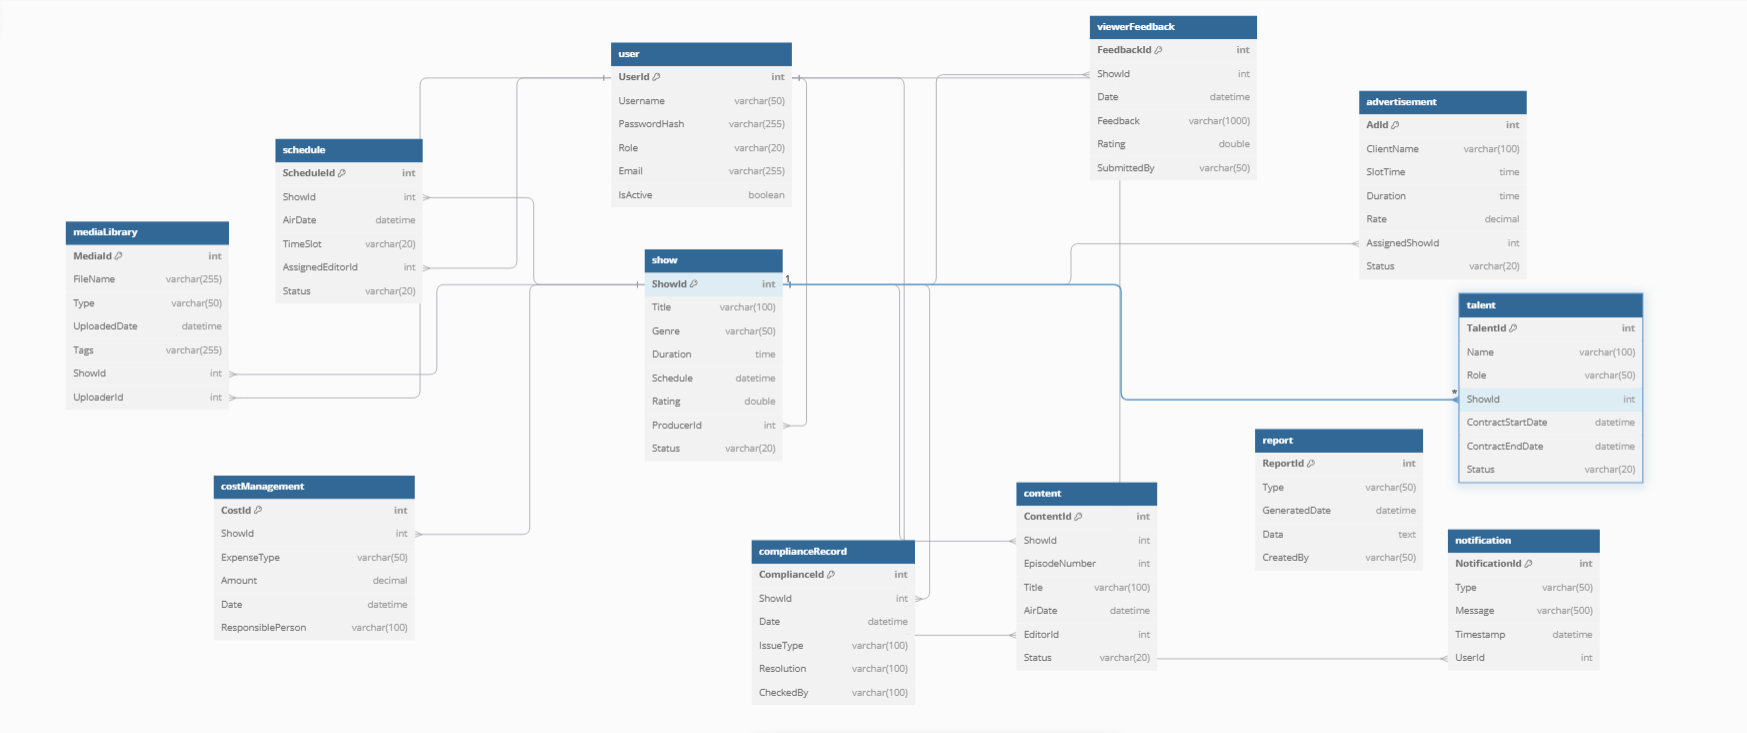 user
UserId int
Username varchar(50)
PasswordHash varchar(255)
Role varchar(20)
Email varchar(255)
IsActive boolean
viewerFeedback
FeedbackId int
ShowId int
Date datetime
Feedback varchar(1000)
Rating double
SubmittedBy varchar(50)
advertisement
AdId int
ClientName varchar(100)
SlotTime time
Duration time
Rate decimal
AssignedShowId int
Status varchar(20)
schedule
ScheduleId int
ShowId int
AirDate datetime
TimeSlot varchar(20)
AssignedEditorId int
Status varchar(20)
mediaLibrary
MediaId int
FileName varchar(255)
Type varchar(50)
UploadedDate datetime
Tags varchar(255)
ShowId int
UploaderId int
show
ShowId int 1
Title varchar(100)
Genre varchar(50)
Duration time
Schedule datetime
Rating double
ProducerId int
Status varchar(20)
talent
TalentId int
Name varchar(100)
Role varchar(50)
* ShowId int
ContractStartDate datetime
ContractEndDate datetime
Status varchar(20)
report
ReportId int
Type varchar(50)
GeneratedDate datetime
Data text
CreatedBy varchar(50)
costManagement
CostId int
ShowId int
ExpenseType varchar(50)
Amount decimal
Date datetime
ResponsiblePerson varchar(100)
complianceRecord
ComplianceId int
ShowId int
Date datetime
IssueType varchar(100)
Resolution varchar(100)
CheckedBy varchar(100)
content
ContentId int
ShowId int
EpisodeNumber int
Title varchar(100)
AirDate datetime
EditorId int
Status varchar(20)
notification
NotificationId int
Type varchar(50)
Message varchar(500)
Timestamp datetime
UserId int